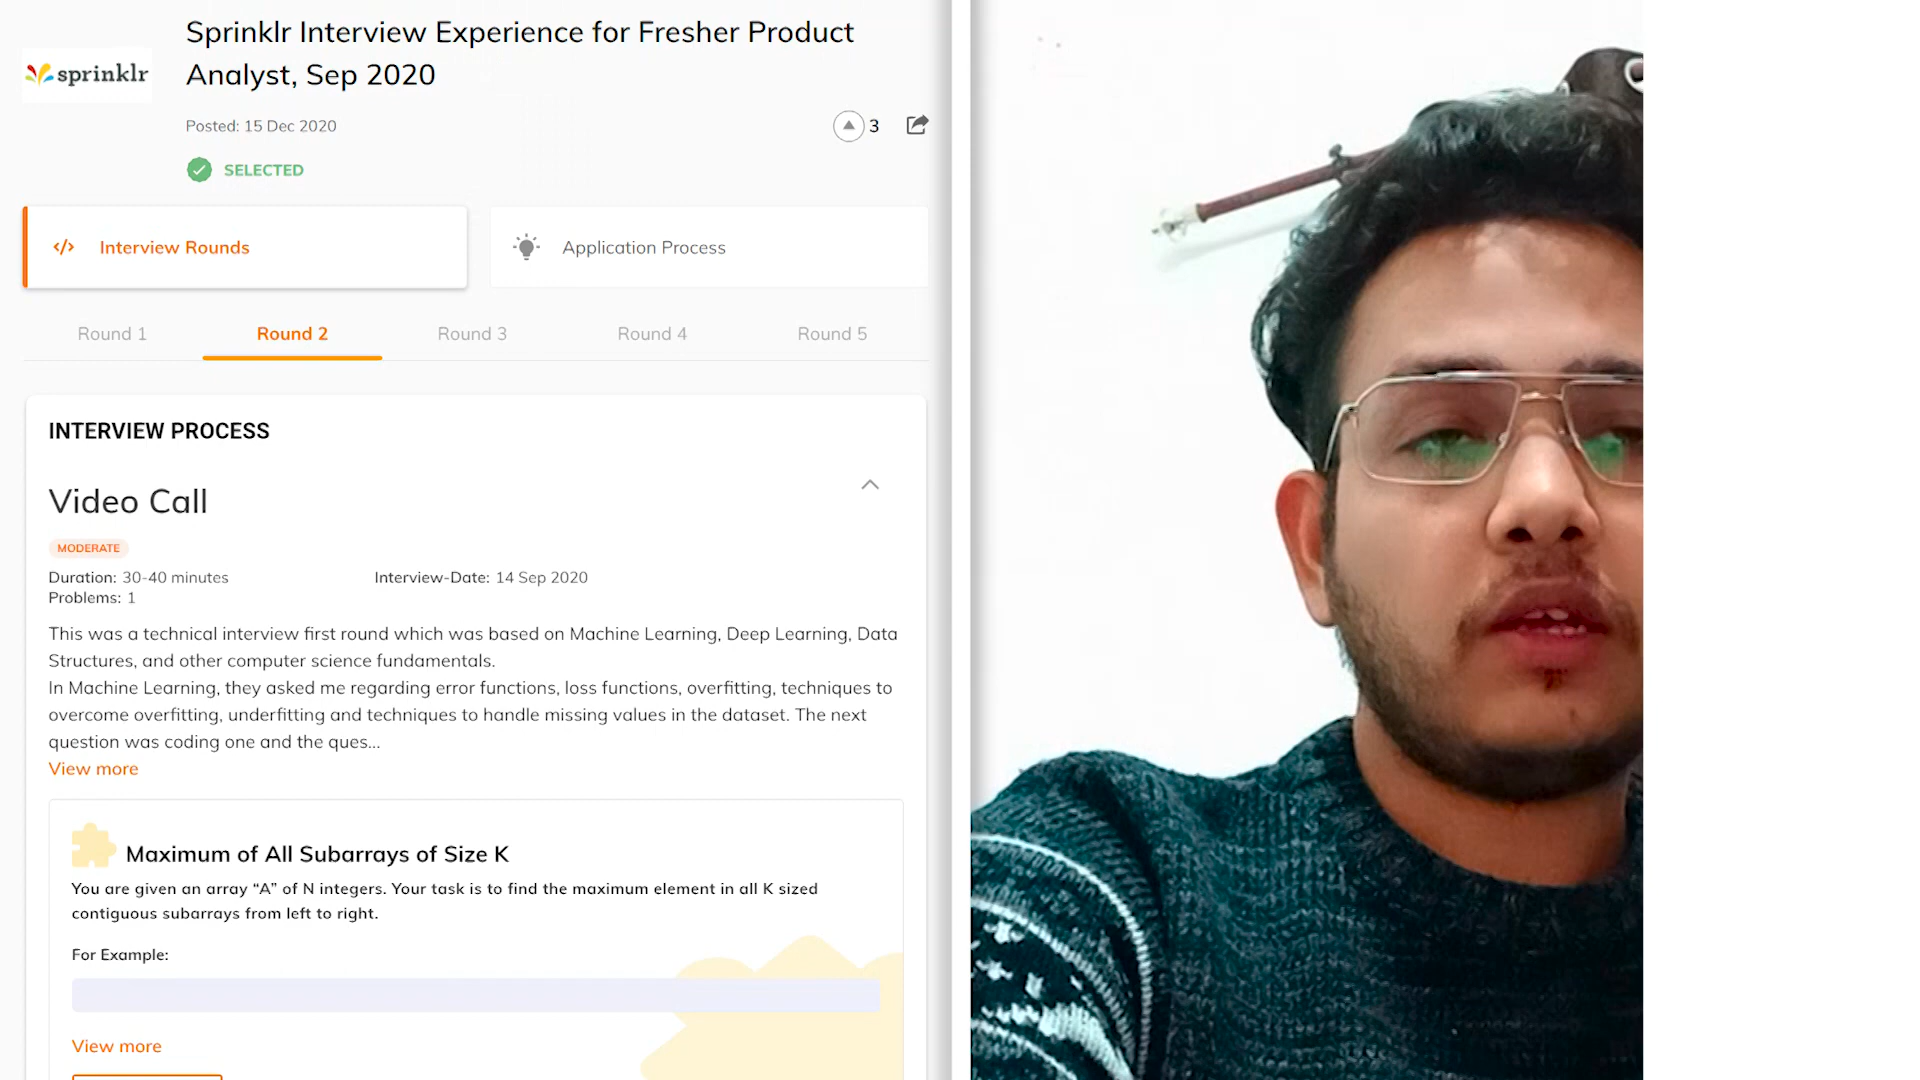 Sprinklr Interview Experience for Fresher Product
Analyst, Sep 2020
sprinklr
Posted: 15 Dec 2020
3
SELECTED
</> Interview Rounds
Application Process
Round 1 Round 2 Round 3 Round 4 Round 5
INTERVIEW PROCESS
Video Call
MODERATE
Duration: 30-40 minutes Interview-Date: 14 Sep 2020
Problems: 1
This was a technical interview first round which was based on Machine Learning, Deep Learning, Data
Structures, and other computer science fundamentals.
In Machine Learning, they asked me regarding error functions, loss functions, overfitting, techniques to
overcome overfitting, underfitting and techniques to handle missing values in the dataset. The next
question was coding one and the ques...
View more
Maximum of All Subarrays of Size K
You are given an array “A” of N integers. Your task is to find the maximum element in all K sized
contiguous subarrays from left to right.
For Example:
View more